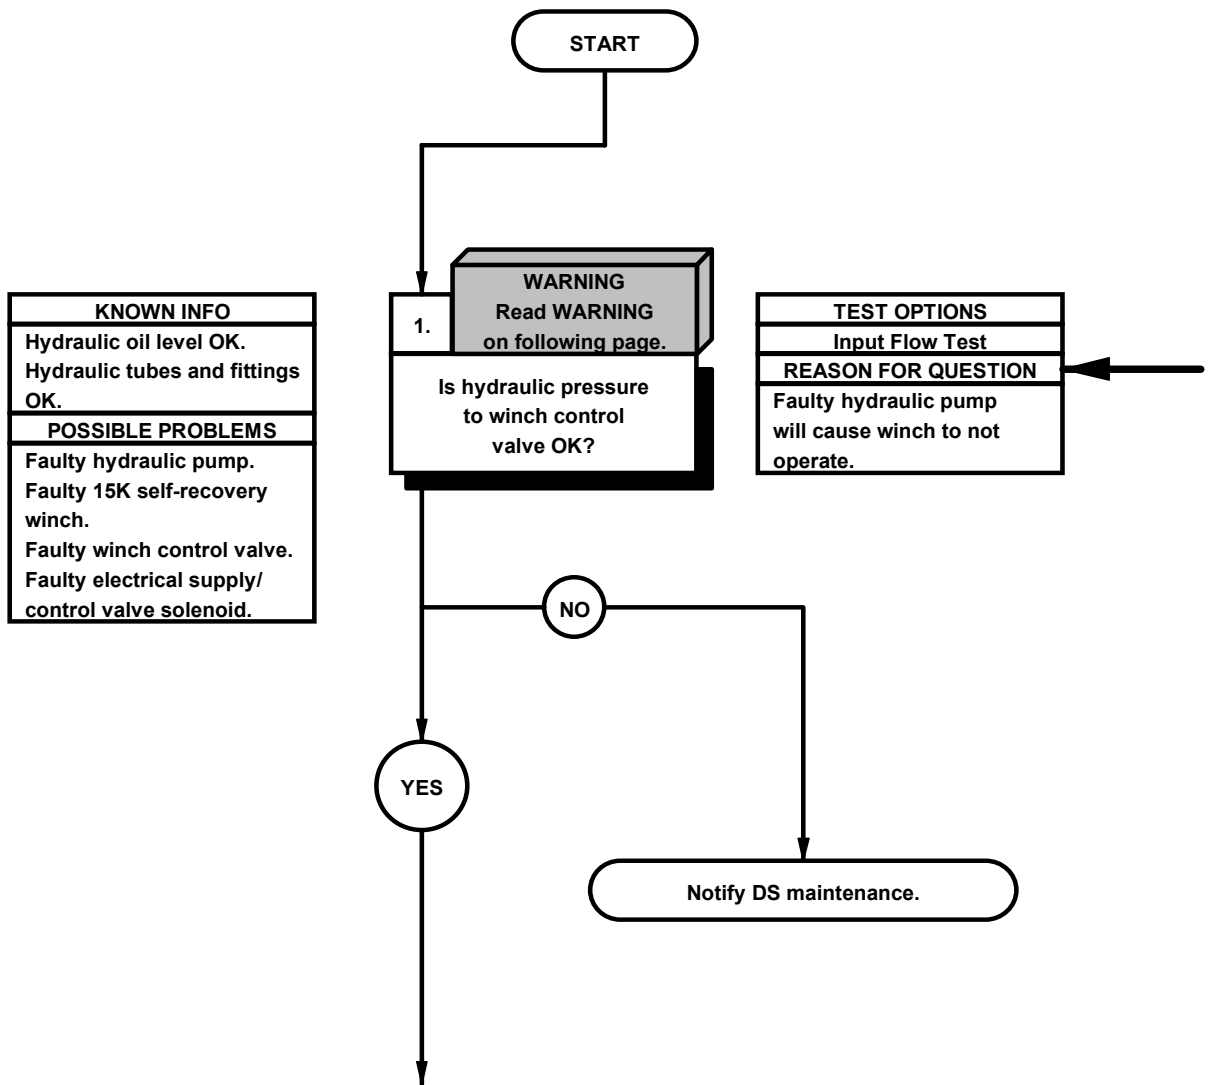 START
KNOWN INFO
Hydraulic oil level OK.
Hydraulic tubes and fittings
OK.
POSSIBLE PROBLEMS
Faulty hydraulic pump.
Faulty 15K self-recovery
winch.
Faulty winch control valve.
Faulty electrical supply/
control valve solenoid.
1.
WARNING
Read WARNING
on following page.
Is hydraulic pressure
to winch control
valve OK?
TEST OPTIONS
Input Flow Test
REASON FOR QUESTION
Faulty hydraulic pump
will cause winch to not
operate.
NO
YES
Notify DS maintenance.